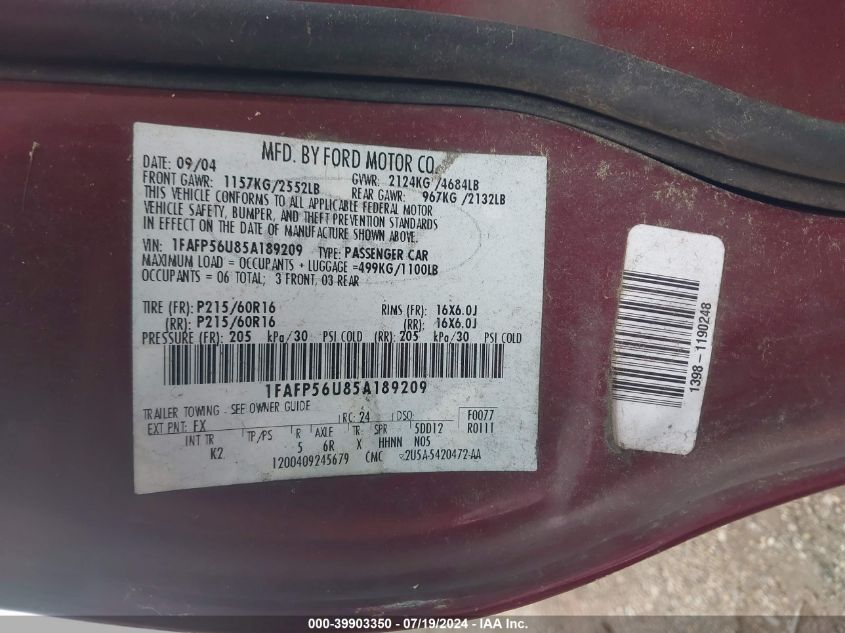 MFD. BY FORD MOTOR CO.
DATE: 09/04
FRONT GAWR: 1157KG/2552LB GVWR: 2124KG/4684LB
REAR GAWR: 967KG/2132LB
THIS VEHICLE CONFORMS TO ALL APPLICABLE FEDERAL MOTOR
VEHICLE SAFETY, BUMPER, AND THEFT PREVENTION STANDARDS
IN EFFECT ON THE DATE OF MANUFACTURE SHOWN ABOVE.
VIN: 1FAFP56U85A189209 TYPE: PASSENGER CAR
MAXIMUM LOAD = OCCUPANTS + LUGGAGE =499KG/1100LB
OCCUPANTS = 06 TOTAL; 3 FRONT, 03 REAR
TIRE (FR): P215/60R16 RIMS (FR): 16X6.0J
(RR): P215/60R16 (RR): 16X6.0J
PRESSURE (FR): 205 kPa/30 PSI COLD (RR): 205 kPa/30 PSI COLD
1FAFP56U85A189209
TRAILER TOWING - SEE OWNER GUIDE
EXT PNT: FX RC: 24 DSO: F0077
INT TR TP/PS R AXLE TR SPR 5DD12 R0111
K2 5 6R X HHNN N05
1200409245679 CMC 2U5A-5420472-AA
1398 - 1190248
000-39903350 - 07/19/2024 - IAA Inc.